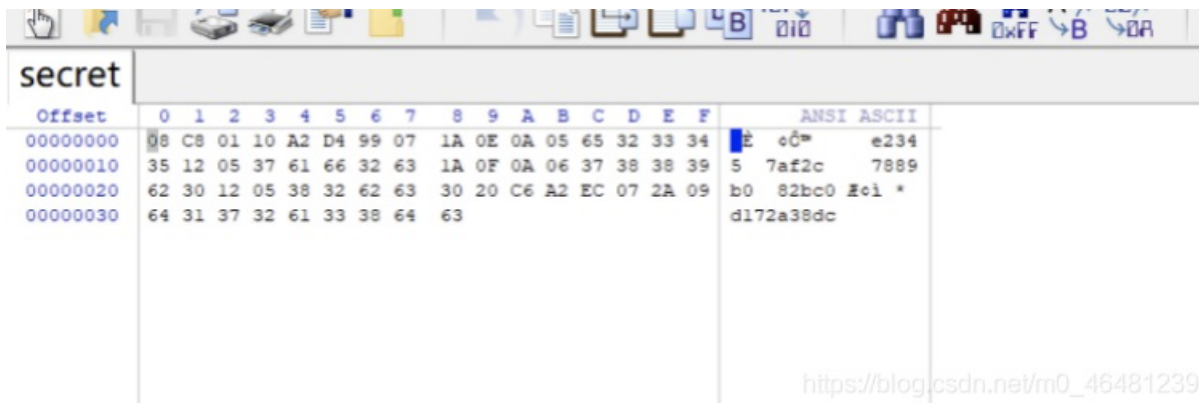 B 010 0xFF B 0A
secret
Offset 0 1 2 3 4 5 6 7 8 9 A B C D E F ANSI ASCII
00000000 08 C8 01 10 A2 D4 99 07 1A 0E 0A 05 65 32 33 34 È ¢Ô™ e234
00000010 35 12 05 37 61 66 32 63 1A 0F 0A 06 37 38 38 39 5 7af2c 7889
00000020 62 30 12 05 38 32 62 63 30 20 C6 A2 EC 07 2A 09 b0 82bc0 Æ¢ì *
00000030 64 31 37 32 61 33 38 64 63 d172a38dc
https://blog.csdn.net/m0_46481239